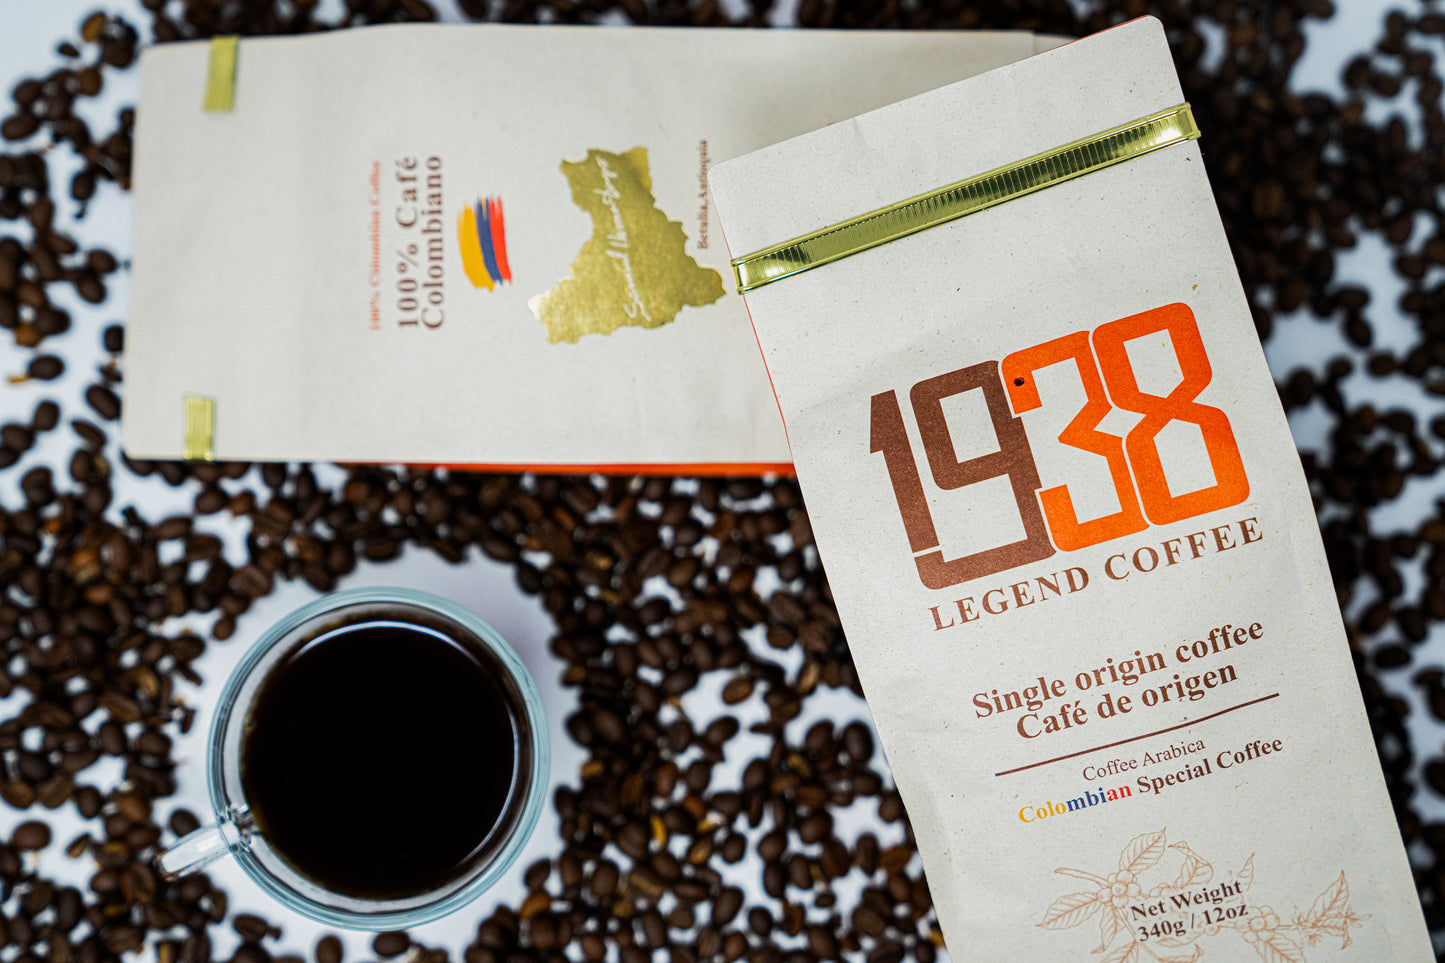 1938
LEGEND COFFEE
Single origin coffee
Café de origen
Coffee Arabica
Colombian Special Coffee
Net Weight
340g / 12oz
100% Colombian Coffee
100% Café
Colombiano
Betulia, Antioquia